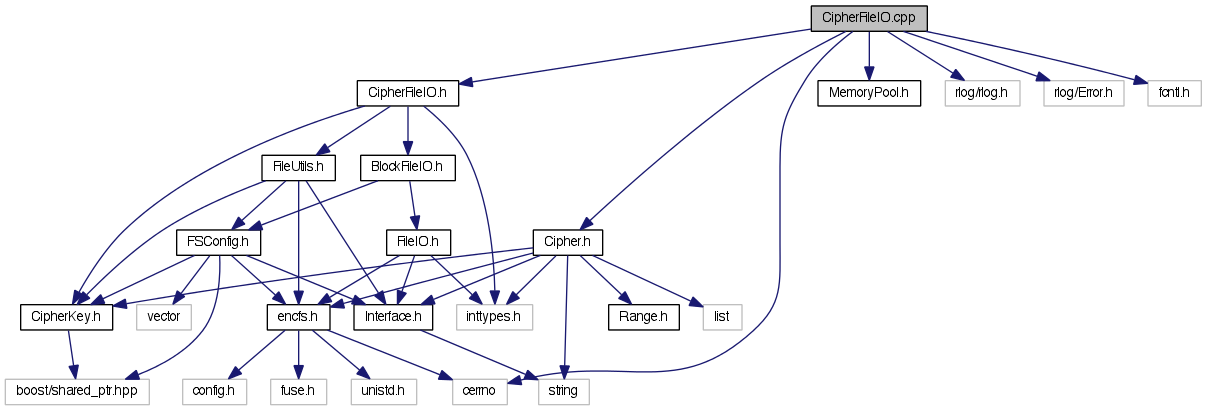 CipherFileIO.cpp
CipherFileIO.h
MemoryPool.h
rlog/rlog.h
rlog/Error.h
fcntl.h
FileUtils.h
BlockFileIO.h
FSConfig.h
FileIO.h
Cipher.h
CipherKey.h
vector
encfs.h
Interface.h
inttypes.h
Range.h
list
boost/shared_ptr.hpp
config.h
fuse.h
unistd.h
cerrno
string